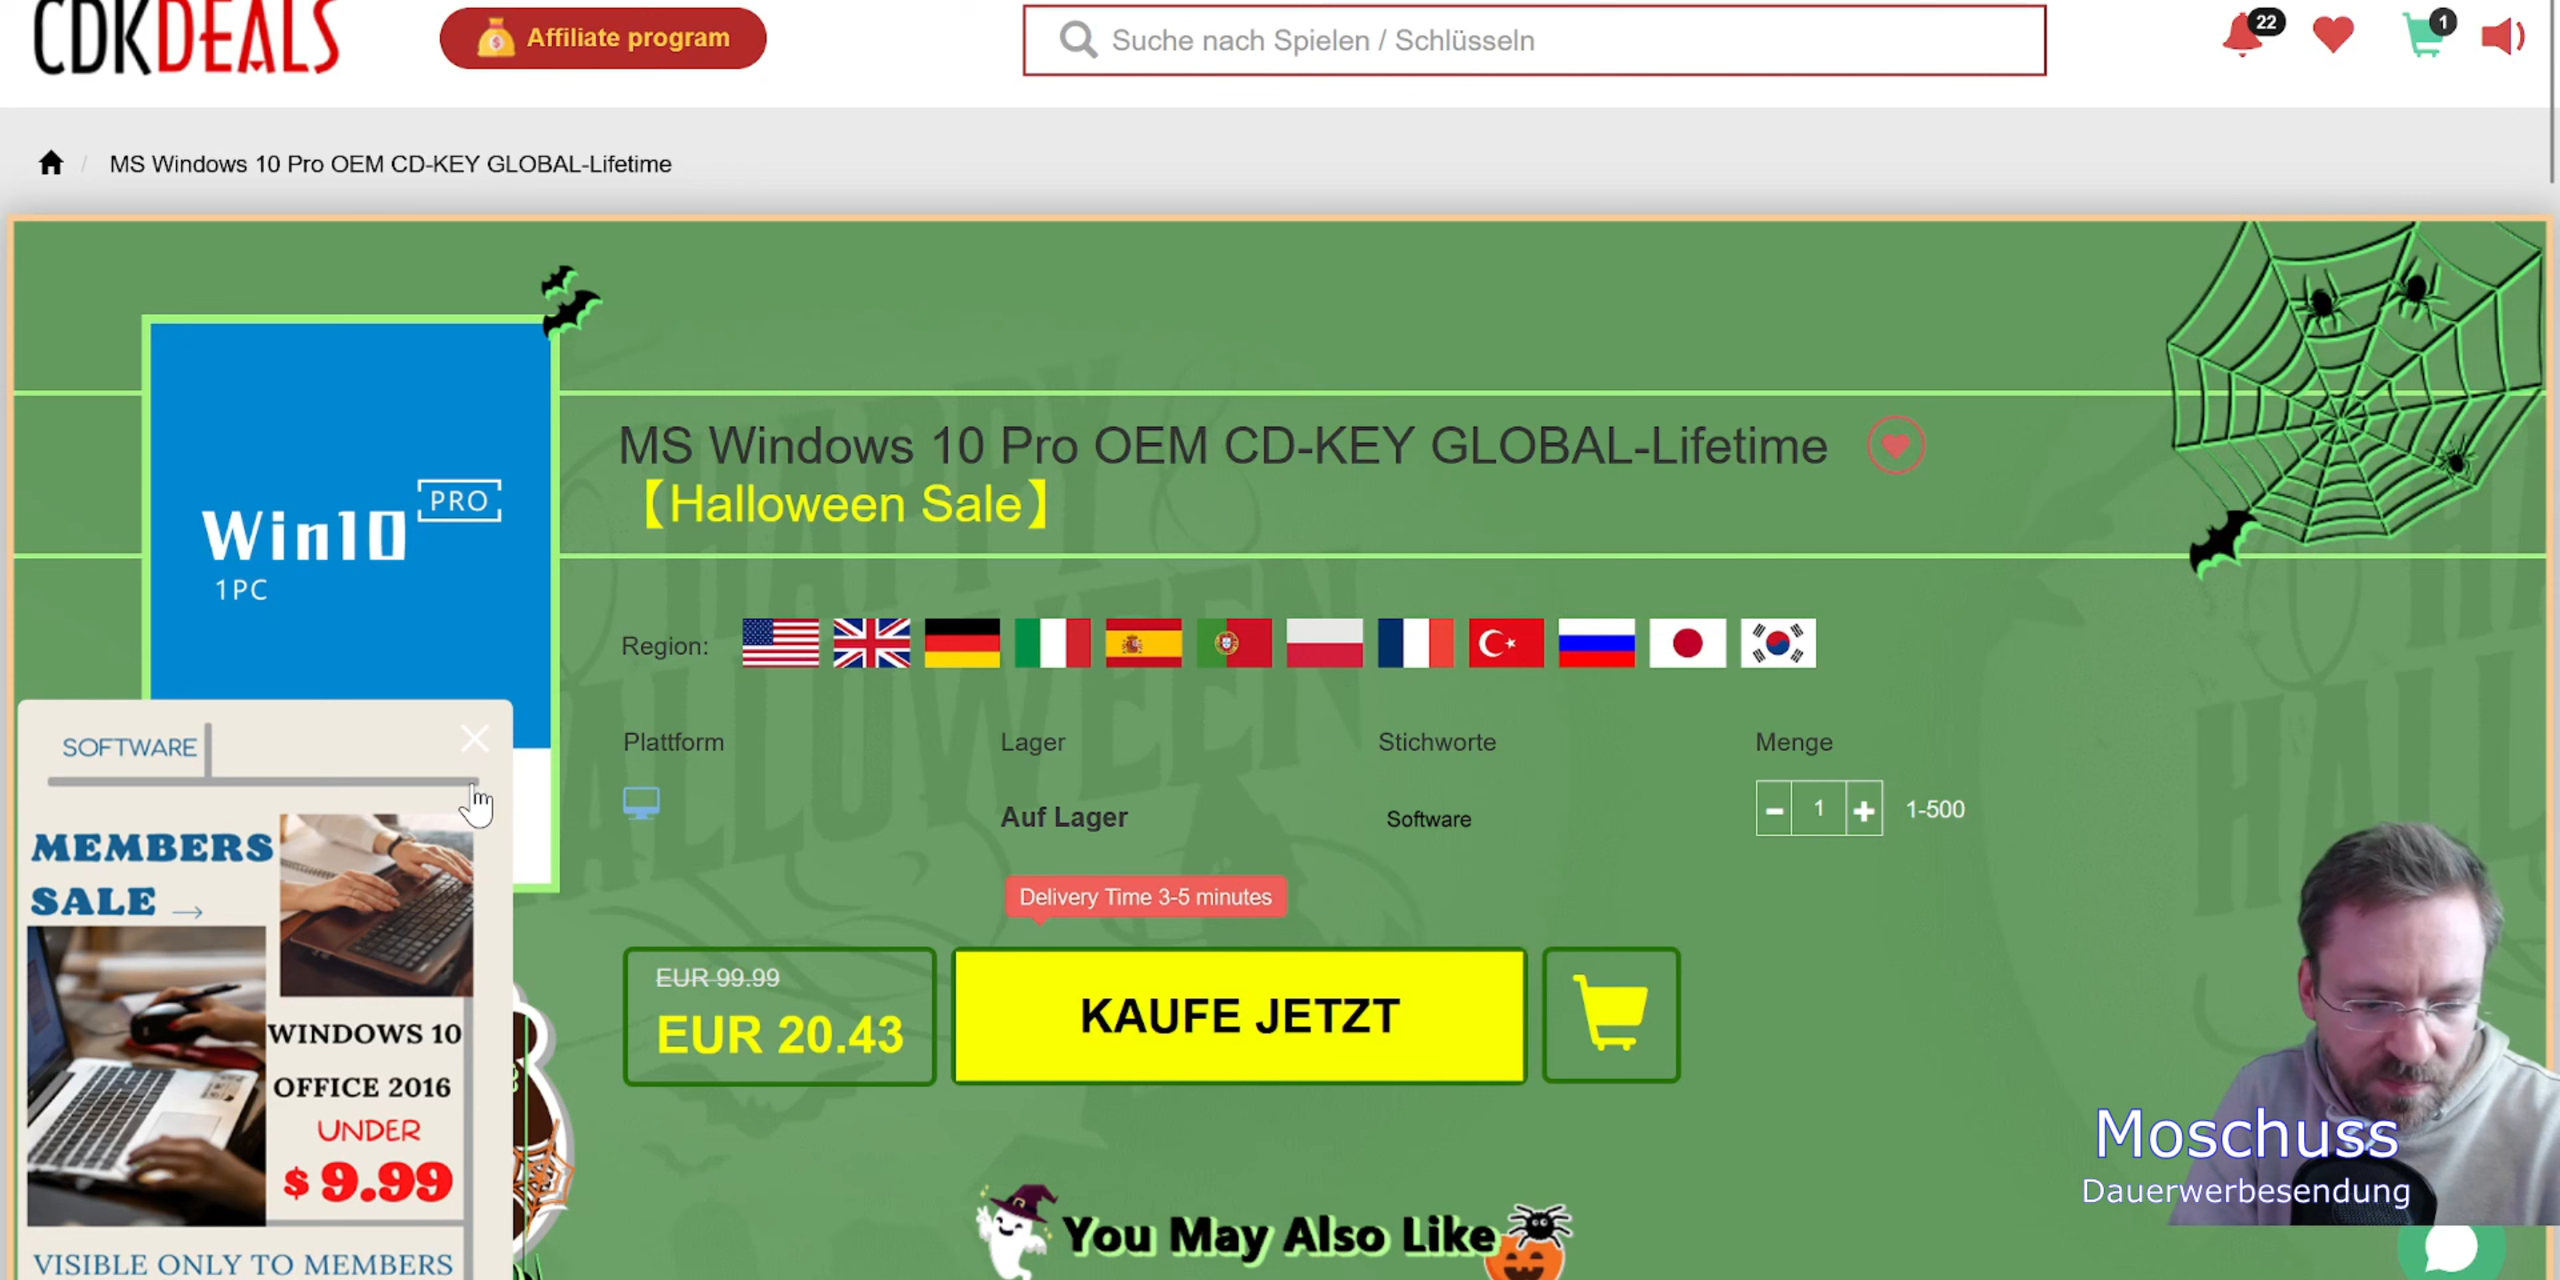 CDKDEALS
Affiliate program
Suche nach Spielen / Schlüsseln
22
1
MS Windows 10 Pro OEM CD-KEY GLOBAL-Lifetime
Win10 PRO
1PC
MS Windows 10 Pro OEM CD-KEY GLOBAL-Lifetime
【Halloween Sale】
Region:
Plattform
Lager
Stichworte
Menge
Auf Lager
Software
1
1-500
Delivery Time 3-5 minutes
EUR 99.99
EUR 20.43
KAUFE JETZT
SOFTWARE
MEMBERS
SALE
WINDOWS 10
OFFICE 2016
UNDER
$ 9.99
VISIBLE ONLY TO MEMBERS
You May Also Like
Moschuss
Dauerwerbesendung
HAPPY
HALLOWEEN